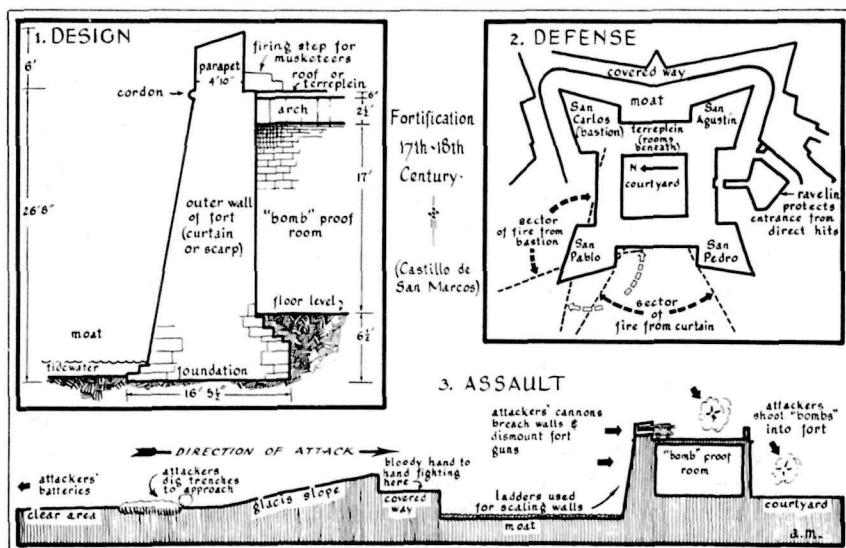 1. DESIGN
6'
parapet
4'10"
firing step for
musketeers
roof or
terreplein
cordon
6"
arch
2½'
26'8"
outer wall
of fort
(curtain
or scarp)
17'
"bomb" proof
room
floor level
6½'
moat
tidewater
foundation
16' 5½"
Fortification
17th-18th
Century.
(Castillo de
San Marcos)
2. DEFENSE
covered way
moat
San
Carlos
(bastion)
San
Agustín
terreplein
(rooms
beneath)
N
courtyard
ravelin
protects
entrance from
direct hits
sector
of fire from
bastion
San
Pablo
San
Pedro
sector
of
fire from curtain
3. ASSAULT
DIRECTION OF ATTACK
attackers'
batteries
clear area
attackers
dig trenches
to approach
glacis slope
bloody hand to
hand fighting
here
covered
way
attackers' cannons
breach walls &
dismount fort
guns
ladders used
for scaling walls
moat
"bomb" proof
room
attackers
shoot "bombs"
into fort
courtyard
a.m.